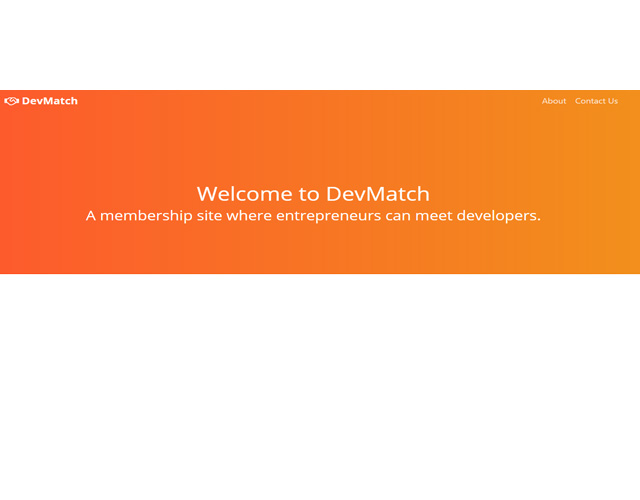 DevMatch
About
Contact Us
Welcome to DevMatch
A membership site where entrepreneurs can meet developers.